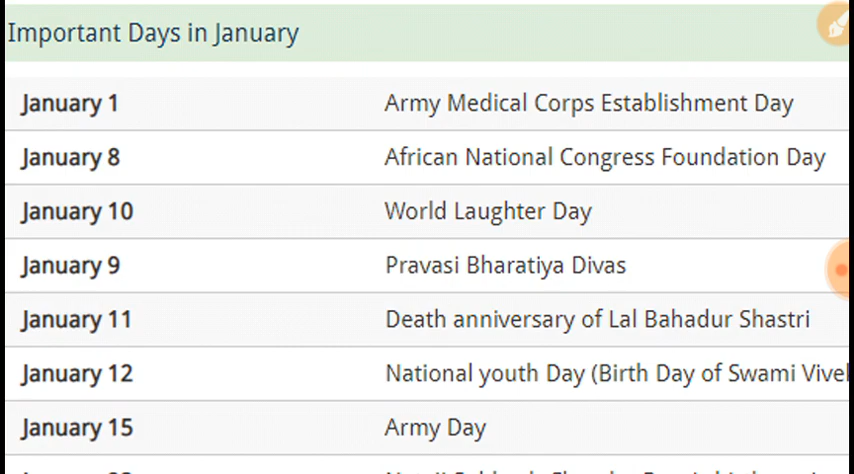 Important Days in January
January 1 Army Medical Corps Establishment Day
January 8 African National Congress Foundation Day
January 10 World Laughter Day
January 9 Pravasi Bharatiya Divas
January 11 Death anniversary of Lal Bahadur Shastri
January 12 National youth Day (Birth Day of Swami
January 15 Army Day